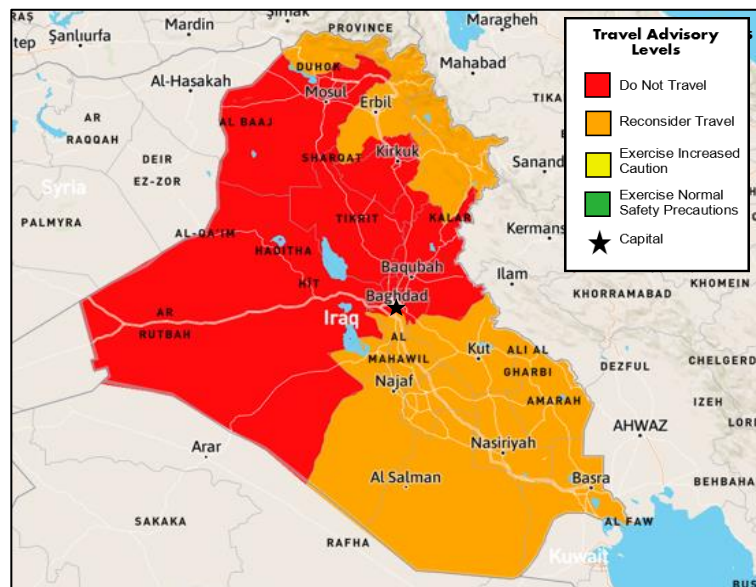 RAŞ
Şanlıurfa
Mardin
Şırnak
PROVINCE
Maragheh
tep
Mahabad
DUHOK
Al-Hasakah
Mosul
Erbil
TIKA
AR
RAQQAH
AL BAAJ
SHARQAT
Kirkuk
DEIR
EZ-ZOR
Sanand
Syria
PALMYRA
TIKRIT
KALAR
AL-QA'IM
HADITHA
Kermans
Baqubah
Ilam
HIT
Baghdad
KHOMEIN
KHORRAMABAD
AR
RUTBAH
Iraq
AL
MAHAWIL
Kut
ALI AL
GHARBI
DEZFUL
CHELGERD
Najaf
AMARAH
IZEH
AHWAZ
LOR
Arar
Nasiriyah
Al Salman
Basra
BEHBAHA
SAKAKA
AL FAW
RAFHA
Kuwait
BUS
Travel Advisory
Levels
Do Not Travel
Reconsider Travel
Exercise Increased
Caution
Exercise Normal
Safety Precautions
Capital